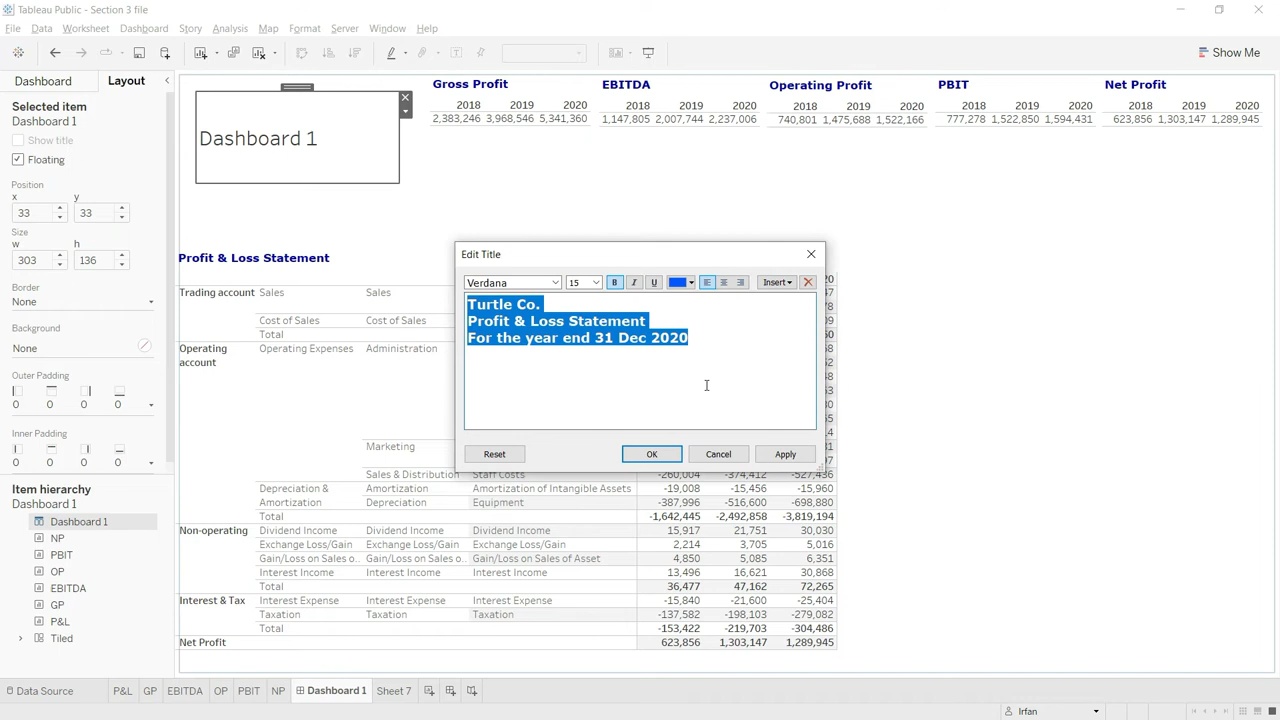 Tableau Public - Section 3 file
File Data Worksheet Dashboard Story Analysis Map Format Server Window Help
Show Me
Dashboard Layout
Selected item
Dashboard 1
Show title
Floating
Position
x y
33 33
Size
w h
303 136
Border
None
Background
None
Outer Padding
0 0 0 0
Inner Padding
0 0 0 0
Item hierarchy
Dashboard 1
Dashboard 1
NP
PBIT
OP
EBITDA
GP
P&L
Tiled
Dashboard 1
Gross Profit
2018 2019 2020
2,383,246 3,968,546 5,341,360
EBITDA
2018 2019 2020
1,147,805 2,007,744 2,237,006
Operating Profit
2018 2019 2020
740,801 1,475,688 1,522,166
PBIT
2018 2019 2020
777,278 1,522,850 1,594,431
Net Profit
2018 2019 2020
623,856 1,303,147 1,289,945
Profit & Loss Statement
Trading account Sales Sales
Cost of Sales Cost of Sales
Total
Operating account Operating Expenses Administration
Marketing
Sales & Distribution Staff Costs -260,004 -374,412 -527,436
Depreciation & Amortization Amortization Amortization of Intangible Assets -19,008 -15,456 -15,960
Depreciation Equipment -387,996 -516,600 -698,880
Total -1,642,445 -2,492,858 -3,819,194
Non-operating Dividend Income Dividend Income Dividend Income 15,917 21,751 30,030
Exchange Loss/Gain Exchange Loss/Gain Exchange Loss/Gain 2,214 3,705 5,016
Gain/Loss on Sales o.. Gain/Loss on Sales o.. Gain/Loss on Sales of Asset 4,850 5,085 6,351
Interest Income Interest Income Interest Income 13,496 16,621 30,868
Total 36,477 47,162 72,265
Interest & Tax Interest Expense Interest Expense Interest Expense -15,840 -21,600 -25,404
Taxation Taxation Taxation -137,582 -198,103 -279,082
Total -153,422 -219,703 -304,486
Net Profit 623,856 1,303,147 1,289,945
Edit Title
Verdana 15 B I U Insert
Turtle Co.
Profit & Loss Statement
For the year end 31 Dec 2020
Reset OK Cancel Apply
Data Source P&L GP EBITDA OP PBIT NP Dashboard 1 Sheet 7
Irfan